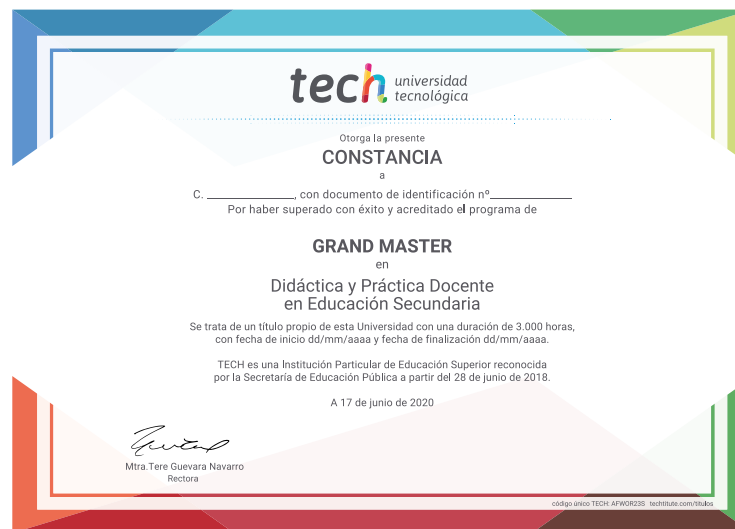 tech universidad
tecnológica
Otorga la presente
CONSTANCIA
a
C. ________________, con documento de identificación nº_______________
Por haber superado con éxito y acreditado el programa de
GRAND MASTER
en
Didáctica y Práctica Docente
en Educación Secundaria
Se trata de un título propio de esta Universidad con una duración de 3.000 horas,
con fecha de inicio dd/mm/aaaa y fecha de finalización dd/mm/aaaa.
TECH es una Institución Particular de Educación Superior reconocida
por la Secretaría de Educación Pública a partir del 28 de junio de 2018.
A 17 de junio de 2020
Mtra.Tere Guevara Navarro
Rectora
código único TECH: AFWOR23S techtitute.com/titulos